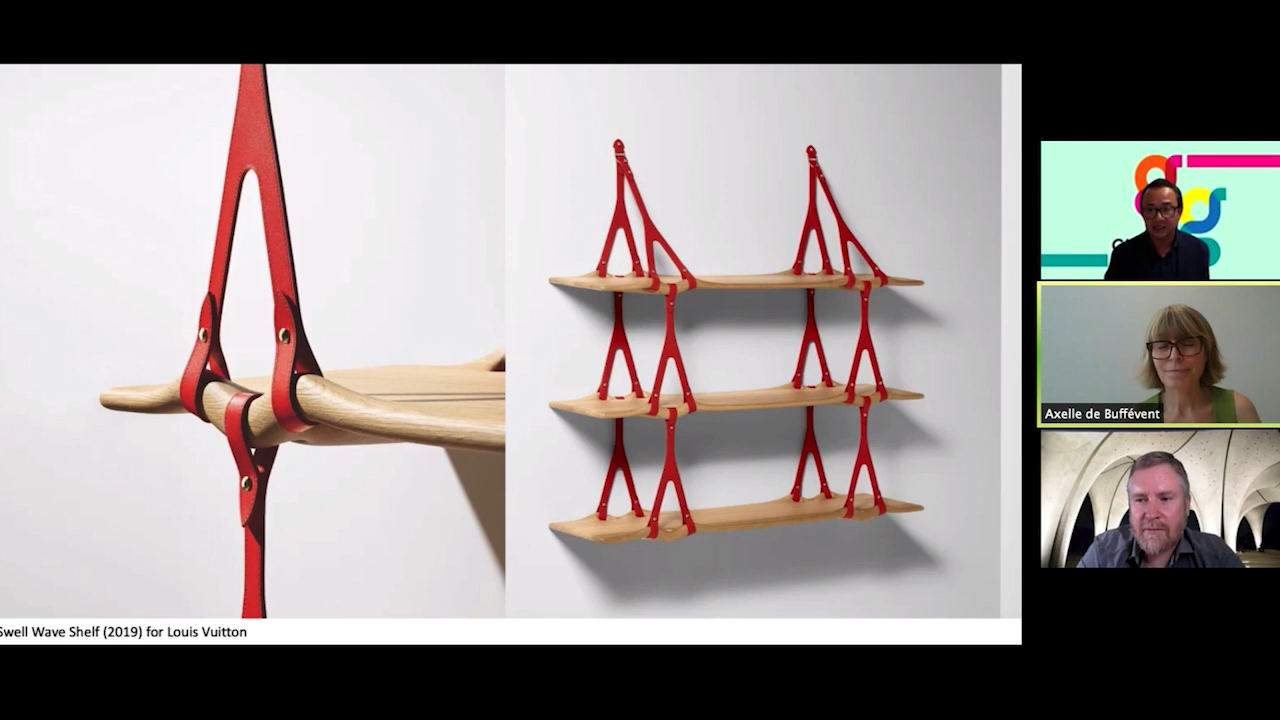 Swell Wave Shelf (2019) for Louis Vuitton
Axelle de Buffévent